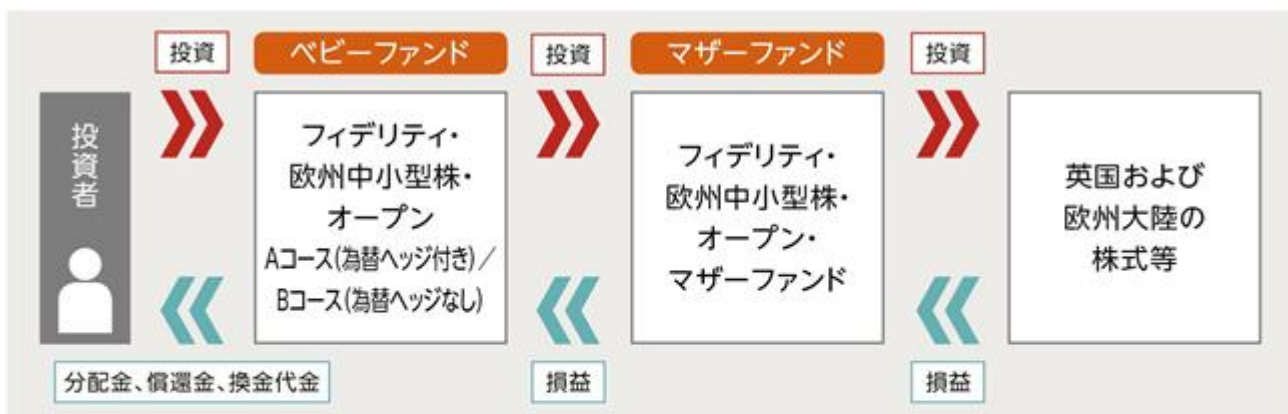 投資
ベビーファンド
投資
マザーファンド
投資
投資者
フィデリティ・
欧州中小型株・
オープン
Aコース(為替ヘッジ付き)／
Bコース(為替ヘッジなし)
フィデリティ・
欧州中小型株・
オープン・
マザーファンド
英国および
欧州大陸の
株式等
分配金、償還金、換金代金
損益
損益